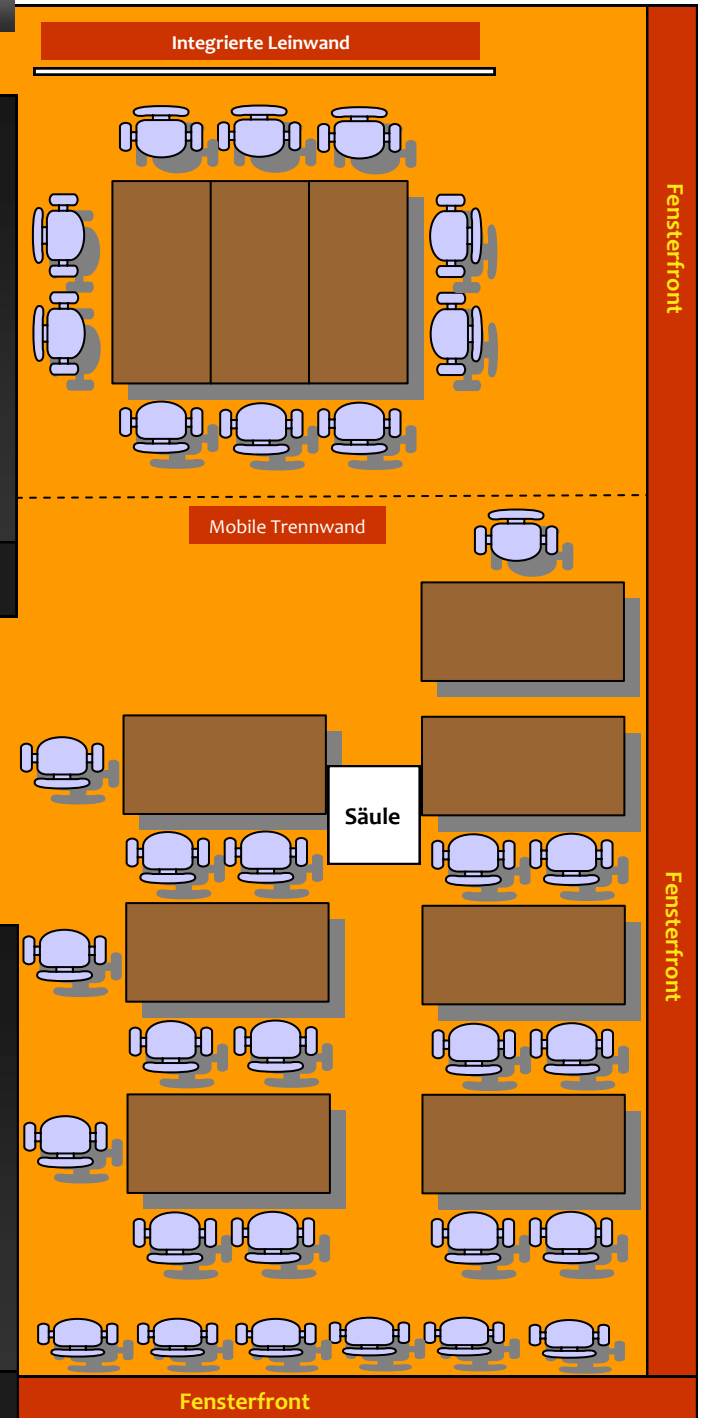 Integrierte Leinwand
Fensterfront
Mobile Trennwand
Säule
Fensterfront
Fensterfront